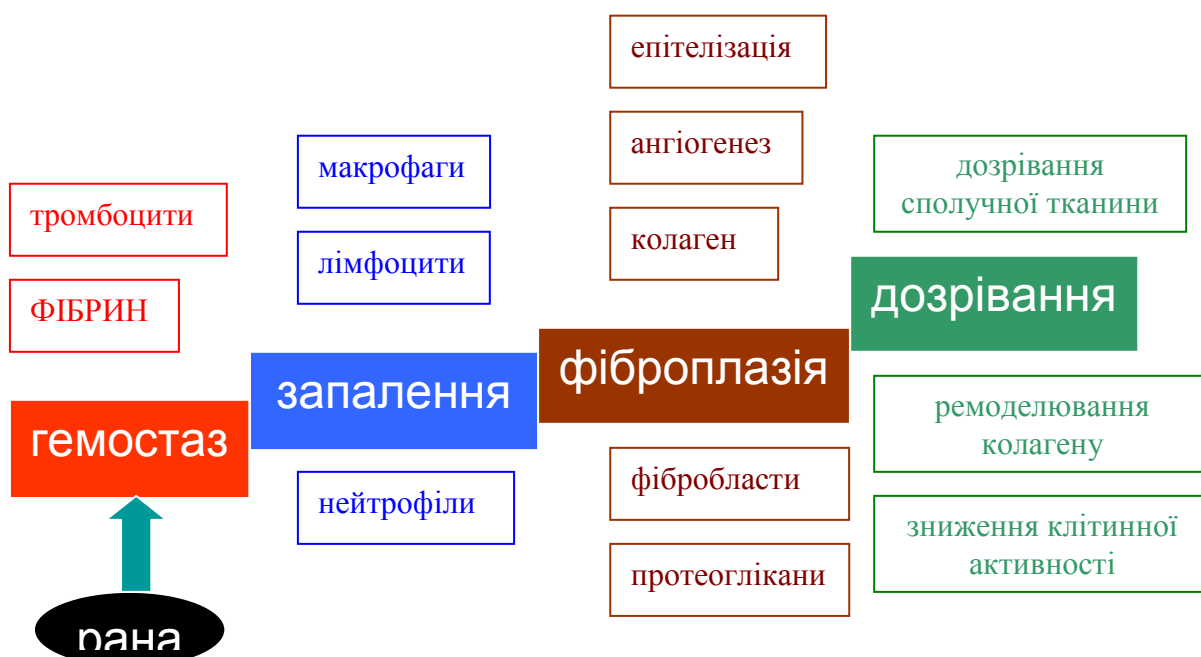 тромбоцити
ФІБРИН
гемостаз
рана
макрофаги
лімфоцити
запалення
нейтрофіли
епітелізація
ангіогенез
колаген
фіброплазія
фібробласти
протеоглікани
дозрівання
сполучної тканини
дозрівання
ремоделювання
колагену
зниження клітинної
активності